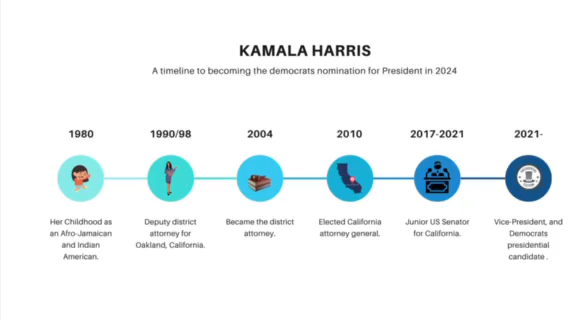 KAMALA HARRIS
A timeline to becoming the democrats nomination for President in 2024
1980
1990/98
2004
2010
2017-2021
2021-
Her Childhood as
an Afro-Jamaican
and Indian
American.
Deputy district
attorney for
Oakland, California.
Became the district
attorney.
Elected California
attorney general.
Junior US Senator
for California.
Vice-President, and
Democrats
presidential
candidate .